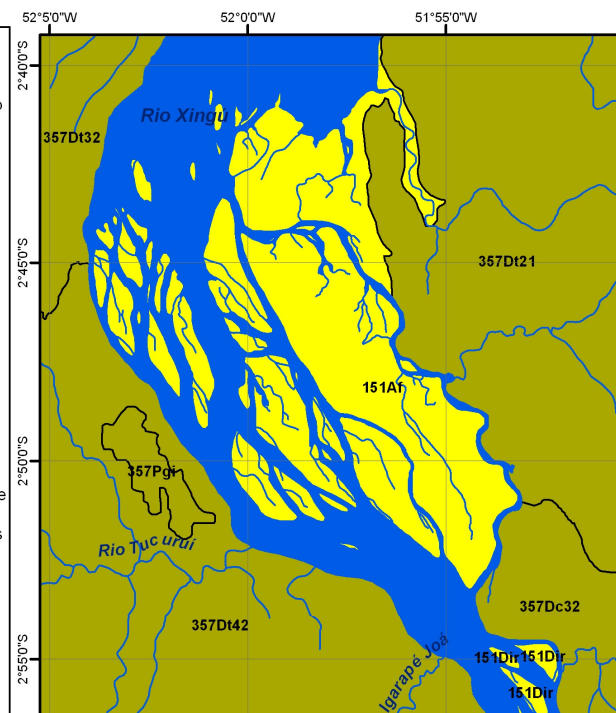 52°5'0"W 52°0'0"W 51°55'0"W
2°40'0"S
Rio Xingú
357Dt32
2°45'0"S
357Dt21
151Af
2°50'0"S
357Pgi
Rio Tucuruí
357Dc32
357Dt42
2°55'0"S
Igarapé Joá
151Dir 151Dir
151Dir